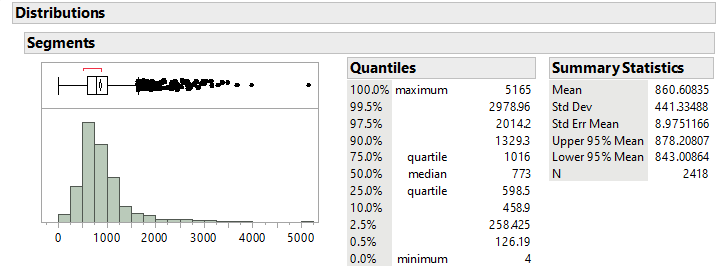 Distributions
Segments
0 1000 2000 3000 4000 5000
Quantiles
100.0% maximum 5165
99.5% 2978.96
97.5% 2014.2
90.0% 1329.3
75.0% quartile 1016
50.0% median 773
25.0% quartile 598.5
10.0% 458.9
2.5% 258.425
0.5% 126.19
0.0% minimum 4
Summary Statistics
Mean 860.60835
Std Dev 441.33488
Std Err Mean 8.9751166
Upper 95% Mean 878.20807
Lower 95% Mean 843.00864
N 2418